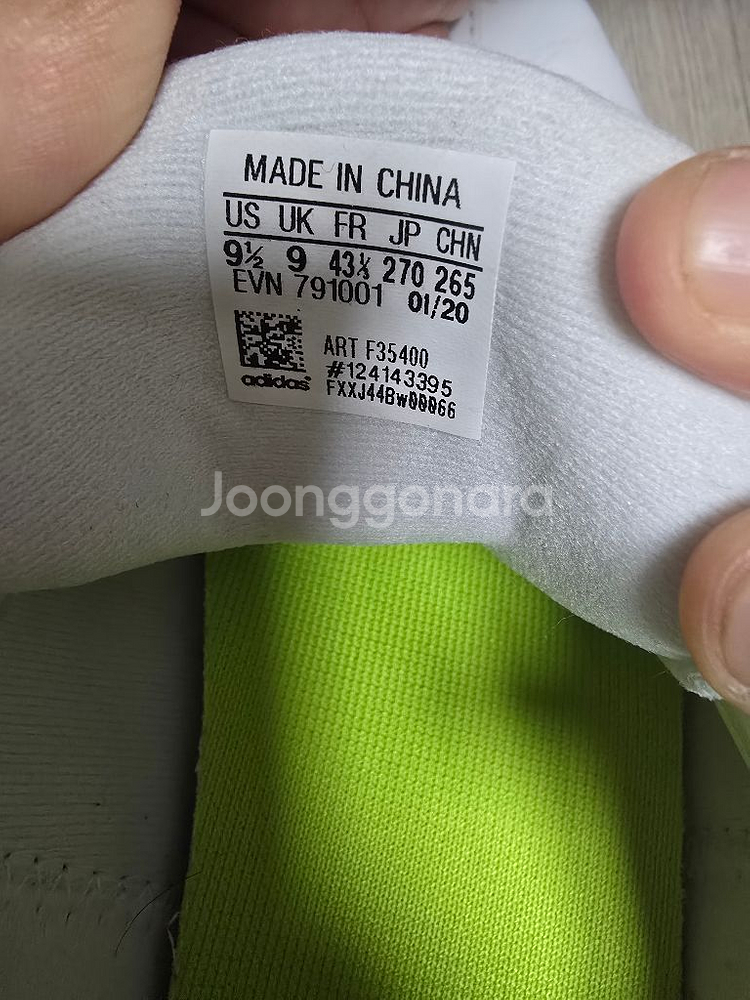 MADE IN CHINA
US UK FR JP CHN
9½ 9 43⅓ 270 265
EVN 791001 01/20
ART F35400
#124143395
adidas
FXXJ44Bw00066
Joonggonara